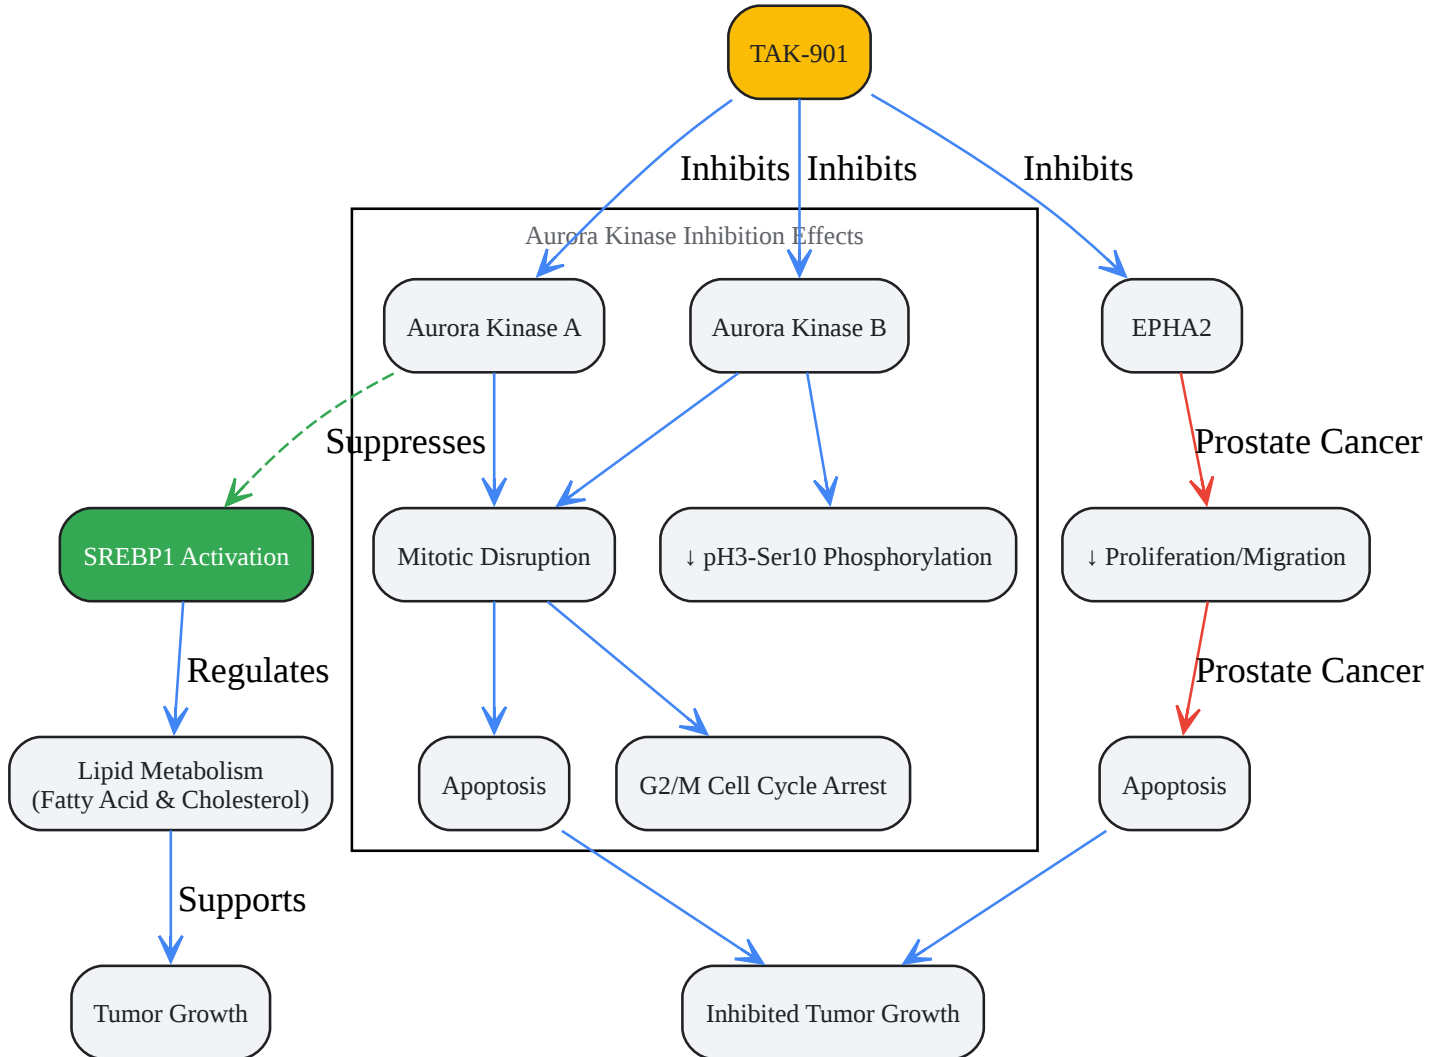 TAK-901
Inhibits
Inhibits
Inhibits
Aurora Kinase Inhibition Effects
Aurora Kinase A
Aurora Kinase B
EPHA2
Suppresses
Prostate Cancer
SREBP1 Activation
Mitotic Disruption
↓ pH3-Ser10 Phosphorylation
↓ Proliferation/Migration
Regulates
Prostate Cancer
Lipid Metabolism
(Fatty Acid & Cholesterol)
Apoptosis
G2/M Cell Cycle Arrest
Apoptosis
Supports
Tumor Growth
Inhibited Tumor Growth